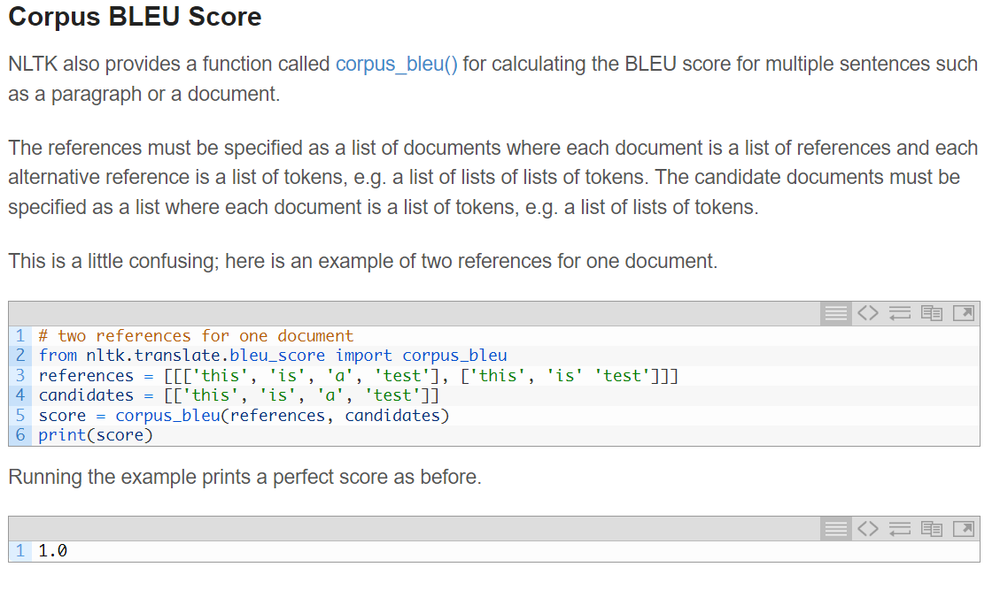 Corpus BLEU Score
NLTK also provides a function called corpus_bleu() for calculating the BLEU score for multiple sentences such
as a paragraph or a document.
The references must be specified as a list of documents where each document is a list of references and each
alternative reference is a list of tokens, e.g. a list of lists of lists of tokens. The candidate documents must be
specified as a list where each document is a list of tokens, e.g. a list of lists of tokens.
This is a little confusing; here is an example of two references for one document.
1 # two references for one document
2 from nltk.translate.bleu_score import corpus_bleu
3 references = [[['this', 'is', 'a', 'test'], ['this', 'is' 'test']]]
4 candidates = [['this', 'is', 'a', 'test']]
5 score = corpus_bleu(references, candidates)
6 print(score)
Running the example prints a perfect score as before.
1 1.0